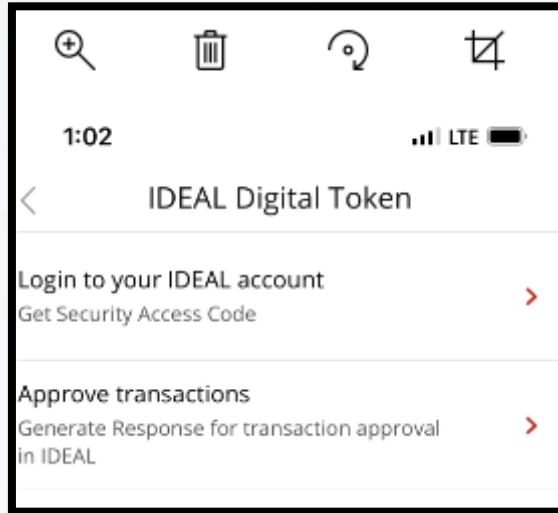 1:02
LTE
IDEAL Digital Token
Login to your IDEAL account
Get Security Access Code
Approve transactions
Generate Response for transaction approval
in IDEAL